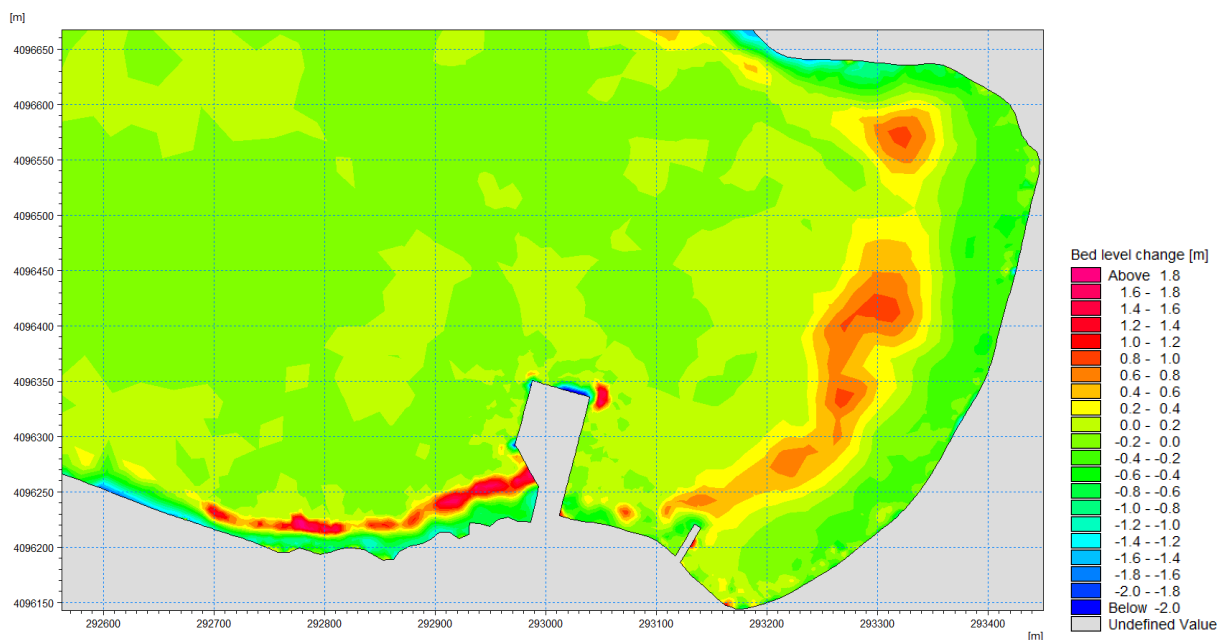 [m]
4096650
4096600
4096550
4096500
4096450
4096400
4096350
4096300
4096250
4096200
4096150
292600 292700 292800 292900 293000 293100 293200 293300 293400
[m]
Bed level change [m]
Above 1.8
1.6 - 1.8
1.4 - 1.6
1.2 - 1.4
1.0 - 1.2
0.8 - 1.0
0.6 - 0.8
0.4 - 0.6
0.2 - 0.4
0.0 - 0.2
-0.2 - 0.0
-0.4 - -0.2
-0.6 - -0.4
-0.8 - -0.6
-1.0 - -0.8
-1.2 - -1.0
-1.4 - -1.2
-1.6 - -1.4
-1.8 - -1.6
-2.0 - -1.8
Below -2.0
Undefined Value